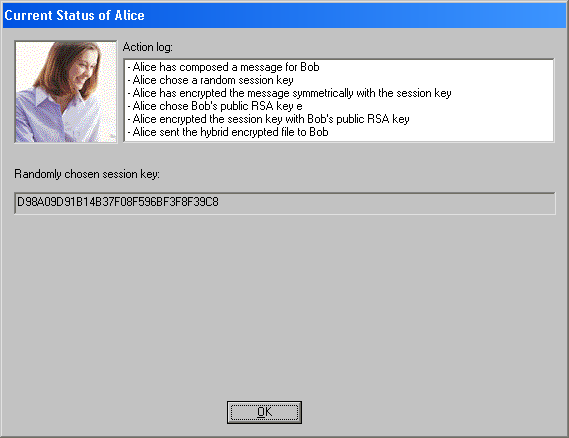 Current Status of Alice
Action log:
- Alice has composed a message for Bob
- Alice chose a random session key
- Alice has encrypted the message symmetrically with the session key
- Alice chose Bob's public RSA key e
- Alice encrypted the session key with Bob's public RSA key
- Alice sent the hybrid encrypted file to Bob
Randomly chosen session key:
D98A09D91B14B37F08F596BF3F8F39C8
OK